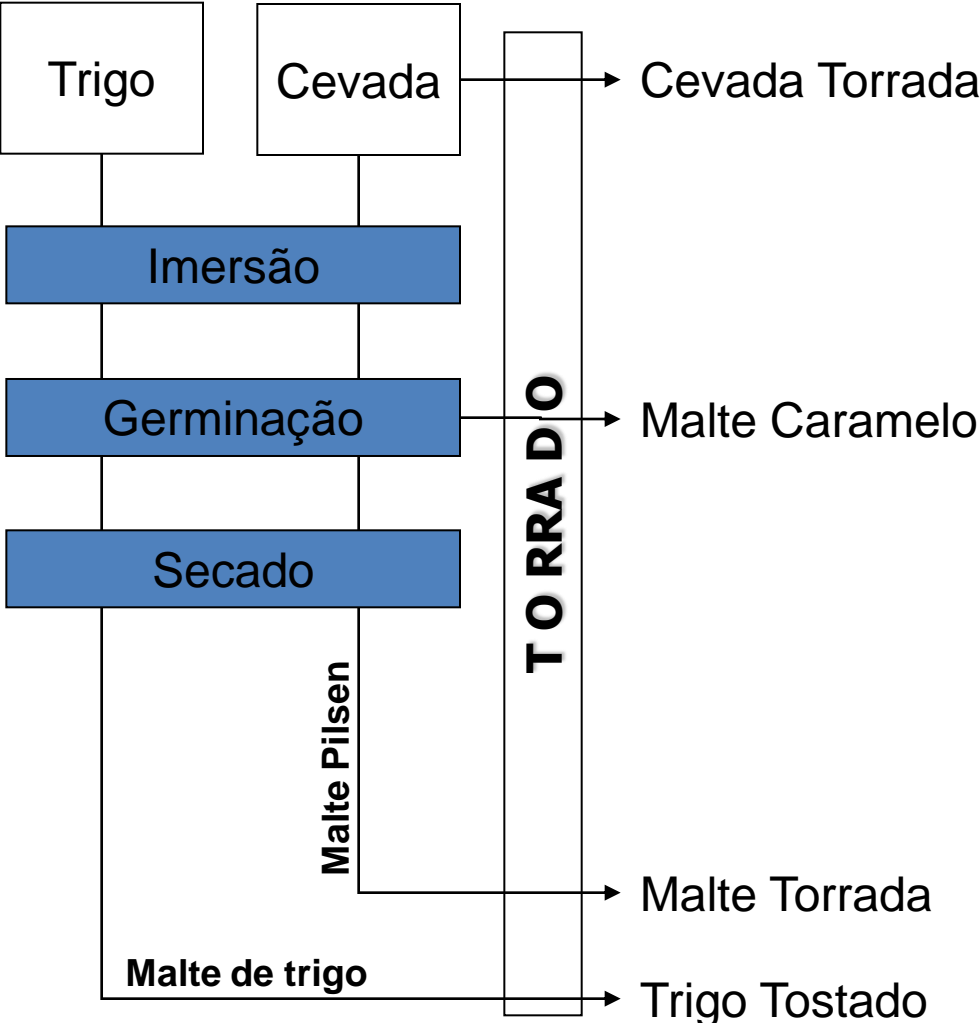 Trigo
Cevada
Cevada Torrada
Imersão
Germinação
Malte Caramelo
T O RRA D O
Secado
Malte Pilsen
Malte Torrada
Malte de trigo
Trigo Tostado